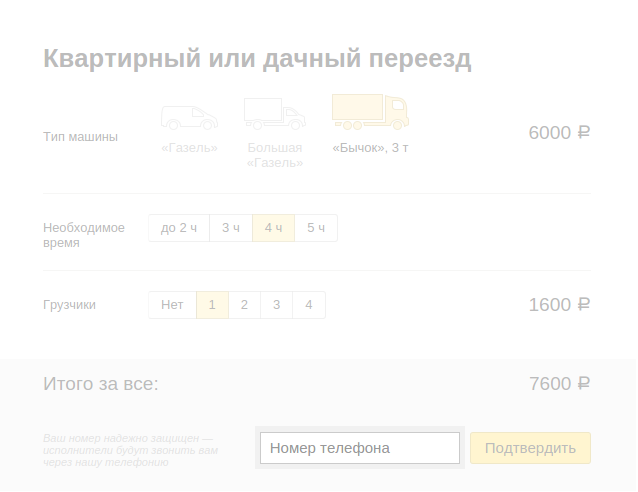 Квартирный или дачный переезд
Тип машины
«Газель»
Большая
«Газель»
«Бычок», 3 т
6000 ₽
Необходимое
время
до 2 ч 3 ч 4 ч 5 ч
Грузчики
Нет 1 2 3 4
1600 ₽
Итого за все:
7600 ₽
Ваш номер надежно защищен —
исполнители будут звонить вам
через нашу телефонию
Номер телефона
Подтвердить